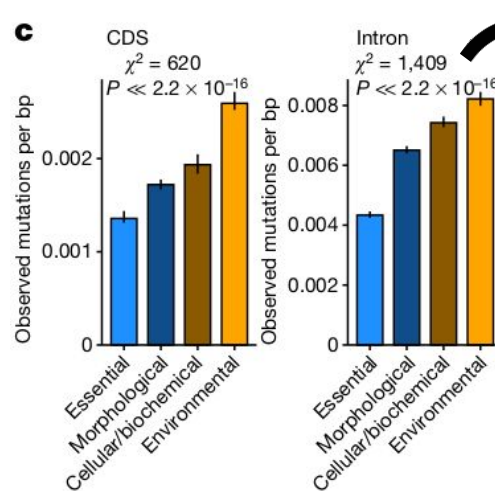 c
CDS
χ² = 620
P ≪ 2.2 × 10⁻¹⁶
Observed mutations per bp
0.002
0.001
0
Essential
Morphological
Cellular/biochemical
Environmental
Intron
χ² = 1,409
P ≪ 2.2 × 10⁻¹⁶
Observed mutations per bp
0.008
0.006
0.004
0.002
0
Essential
Morphological
Cellular/biochemical
Environmental